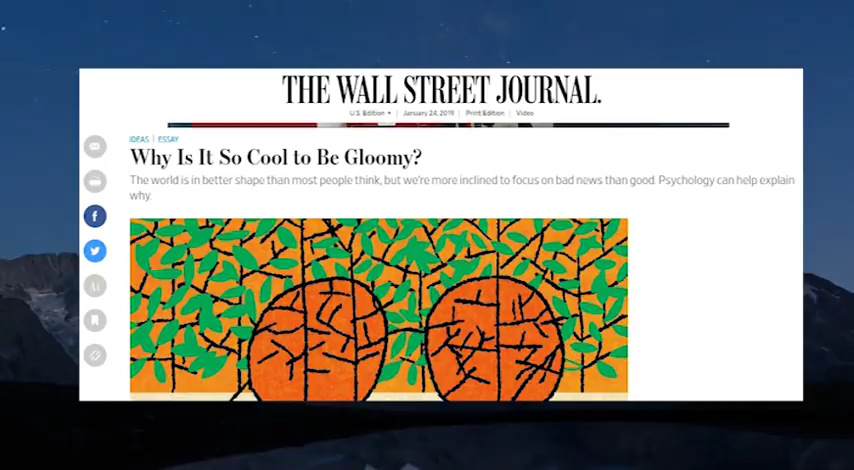 THE WALL STREET JOURNAL.
U.S. Edition | January 24, 2019 | Print Edition | Video
IDEAS | ESSAY
Why Is It So Cool to Be Gloomy?
The world is in better shape than most people think, but we're more inclined to focus on bad news than good. Psychology can help explain
why.